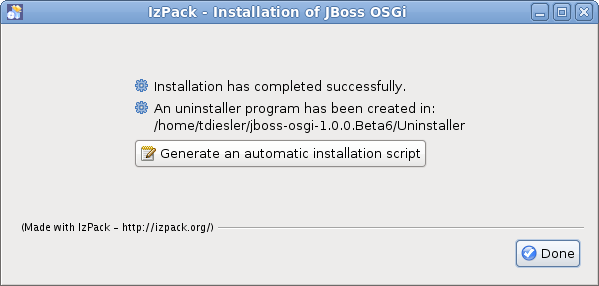 IzPack - Installation of JBoss OSGi
Installation has completed successfully.
An uninstaller program has been created in:
/home/tdiesler/jboss-osgi-1.0.0.Beta6/Uninstaller
Generate an automatic installation script
(Made with IzPack - http://izpack.org/)
Done